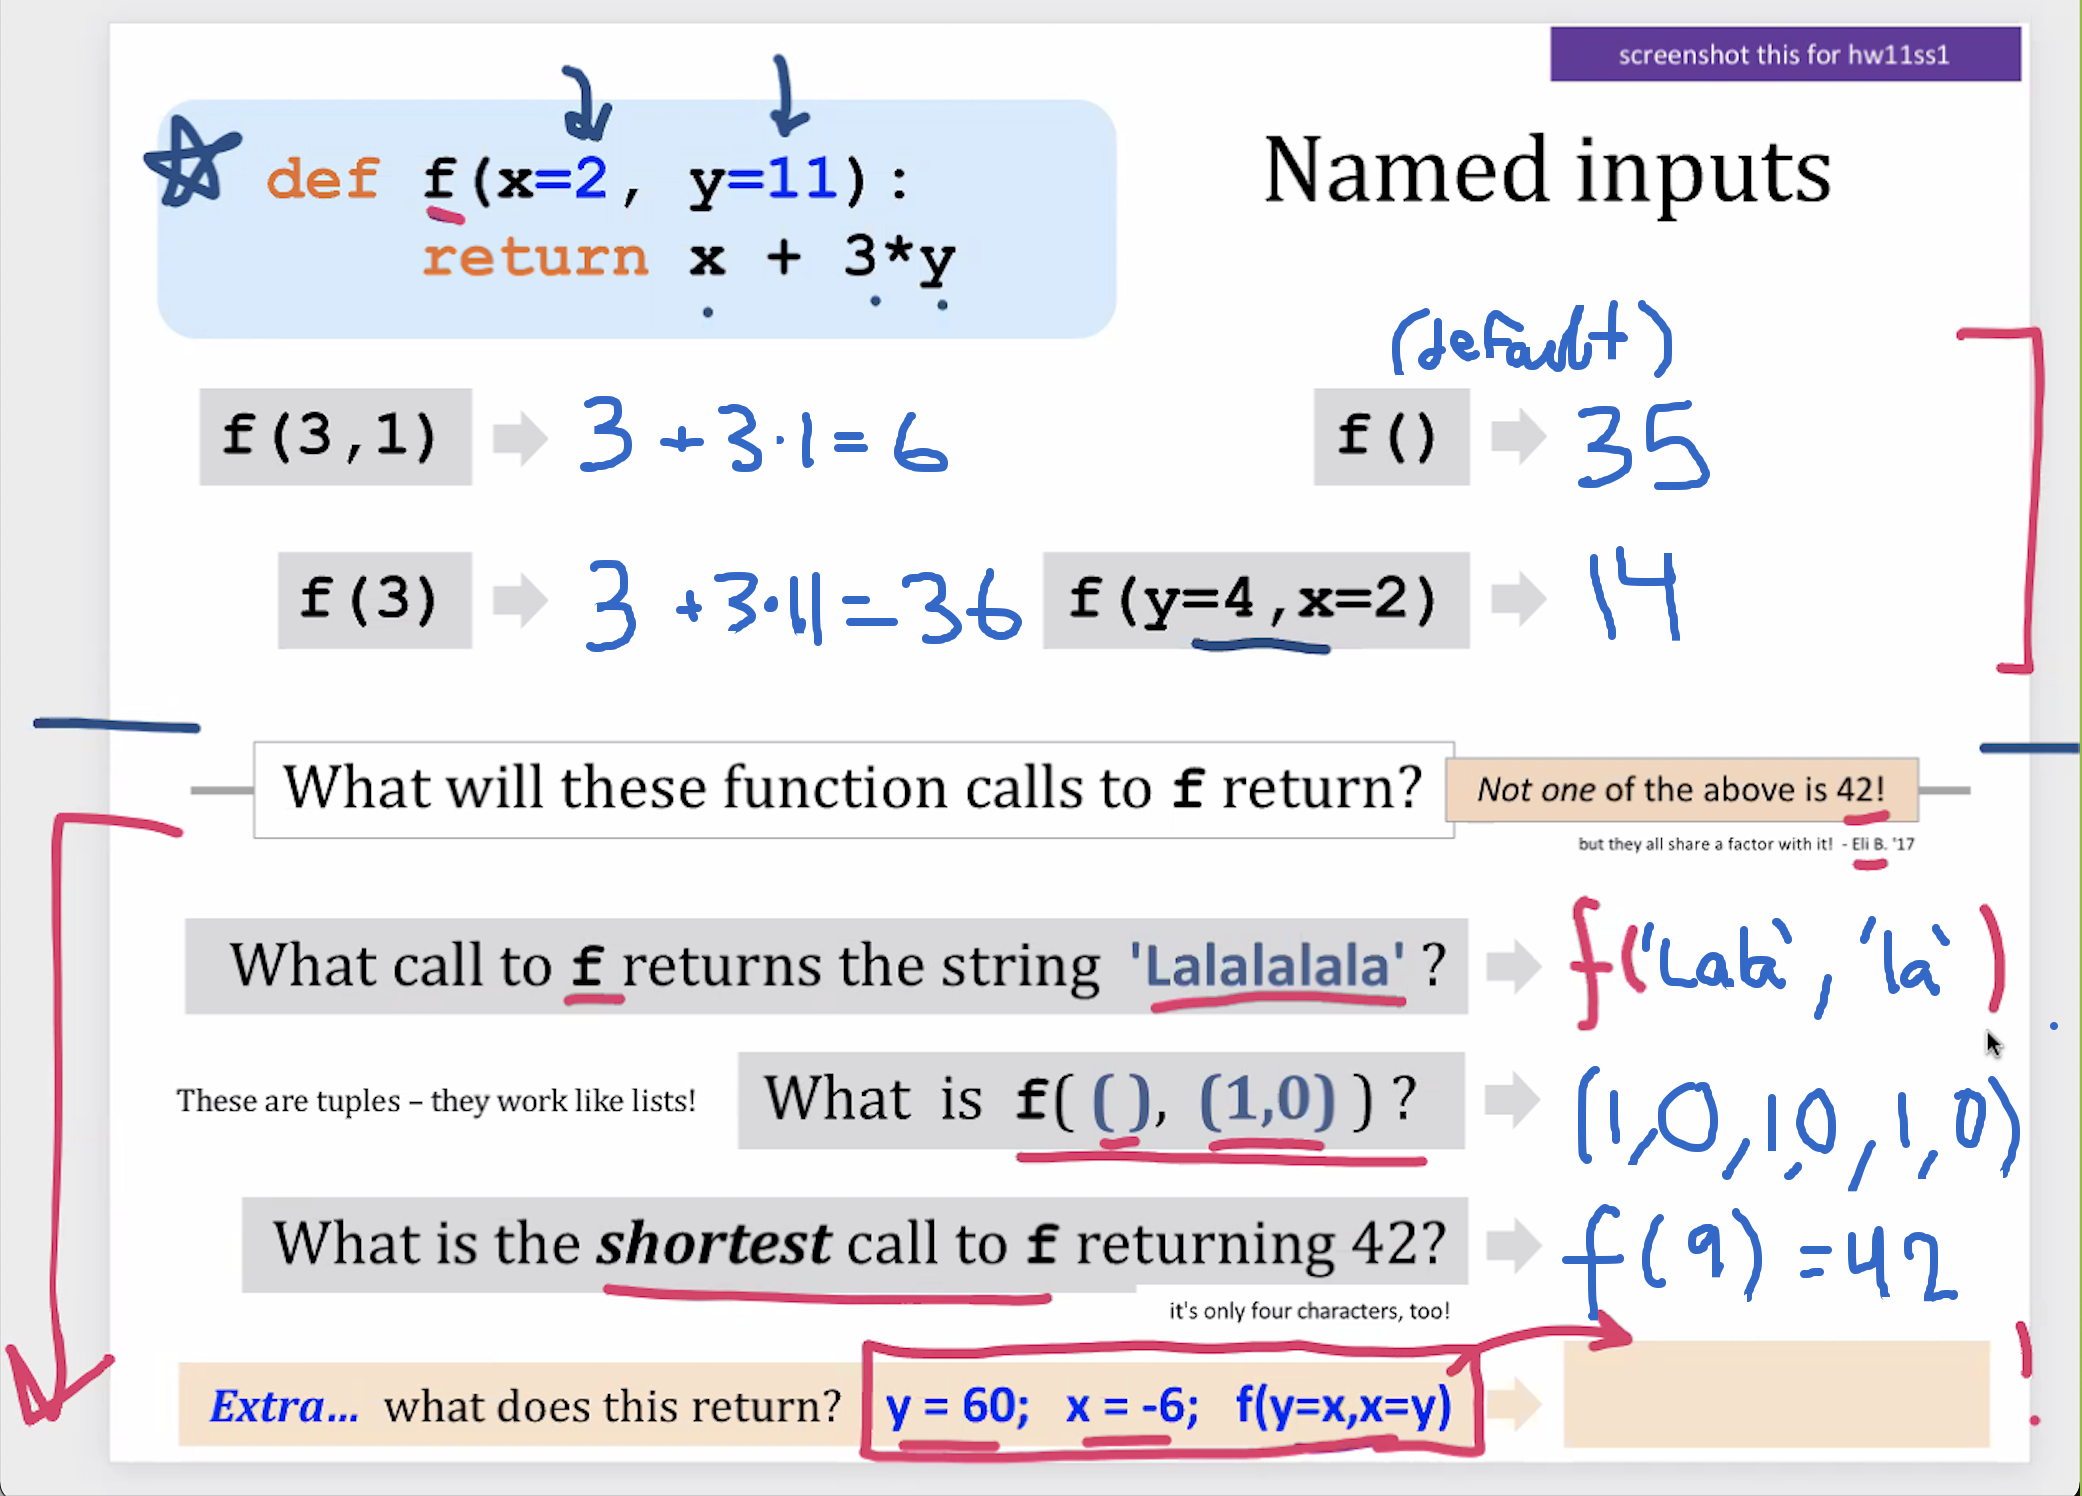 screenshot this for hw11ss1
def f(x=2, y=11):
return x + 3*y
Named inputs
(default)
f(3,1) 3 + 3·1 = 6
f() 35
f(3) 3 + 3·11 = 36
f(y=4,x=2) 14
What will these function calls to f return?
Not one of the above is 42!
but they all share a factor with it! - Eli B. '17
What call to f returns the string 'Lalalalala' ? f('Lala', 'la')
These are tuples – they work like lists!
What is f( (), (1,0) ) ? (1,0,1,0,1,0)
What is the shortest call to f returning 42? f(9) = 42
it's only four characters, too!
Extra... what does this return? y = 60; x = -6; f(y=x,x=y) !